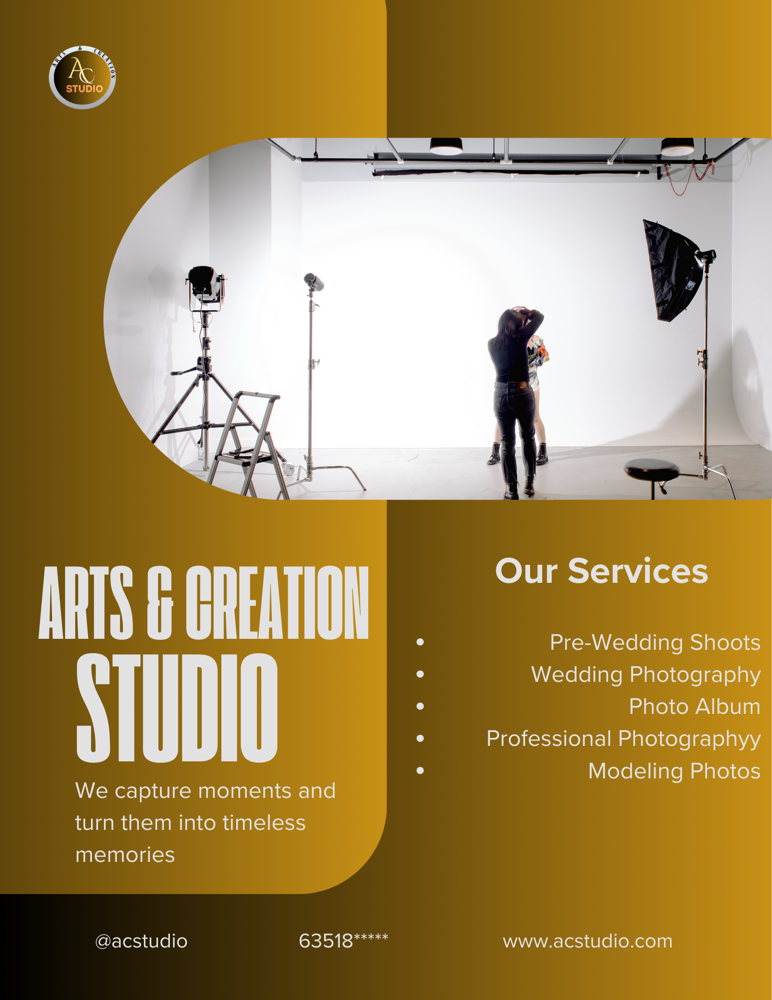 ARTS & CREATION
AC
STUDIO
ARTS & CREATION
STUDIO
We capture moments and
turn them into timeless
memories
Our Services
• Pre-Wedding Shoots
• Wedding Photography
• Photo Album
• Professional Photographyy
• Modeling Photos
@acstudio
63518*****
www.acstudio.com